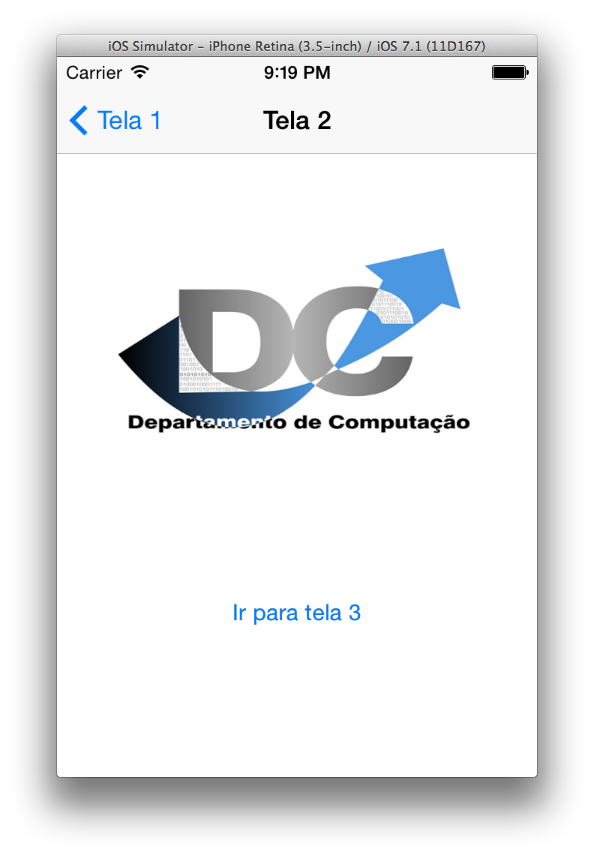 iOS Simulator - iPhone Retina (3.5-inch) / iOS 7.1 (11D167)
Carrier 9:19 PM
Tela 1 Tela 2
DC
Departamento de Computação
Ir para tela 3